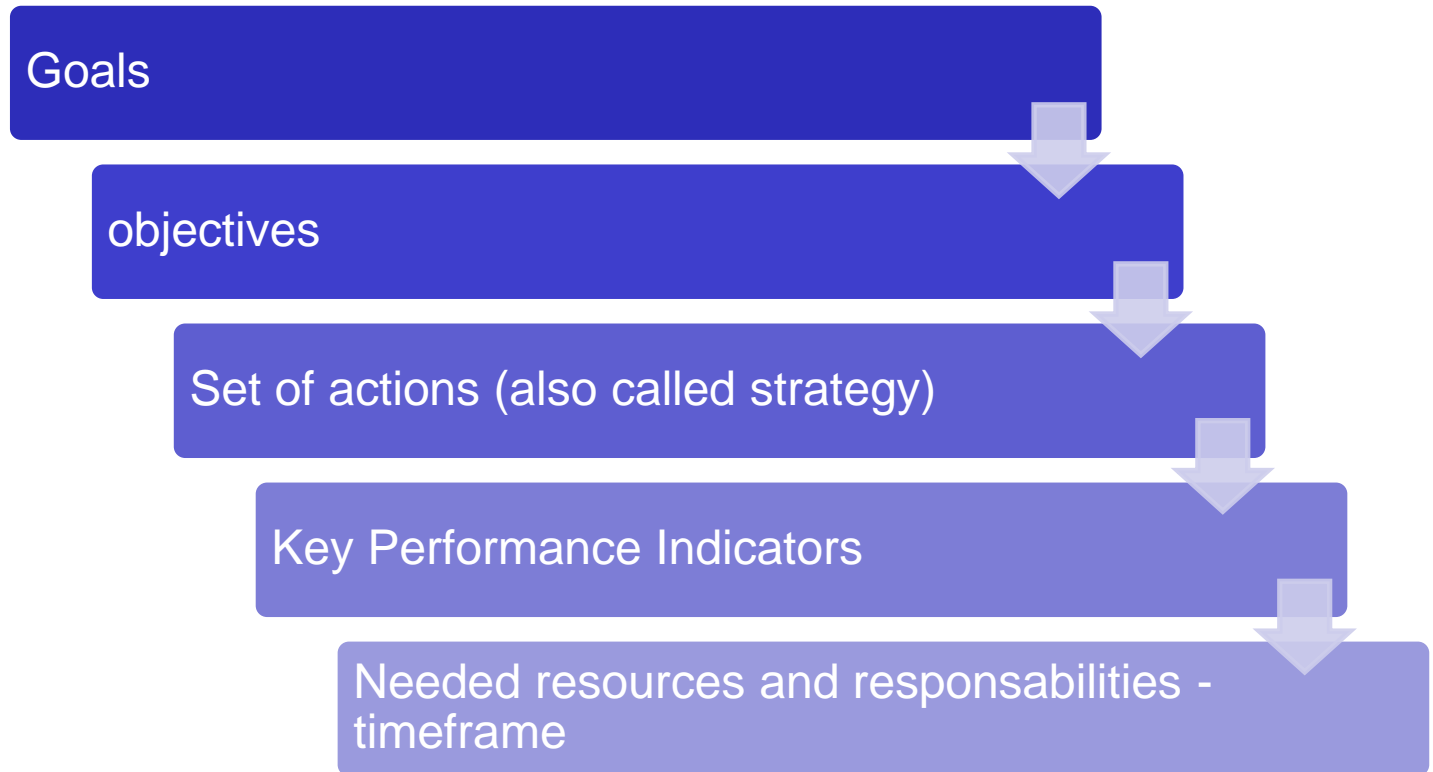 Goals
objectives
Set of actions (also called strategy)
Key Performance Indicators
Needed resources and responsabilities -
timeframe